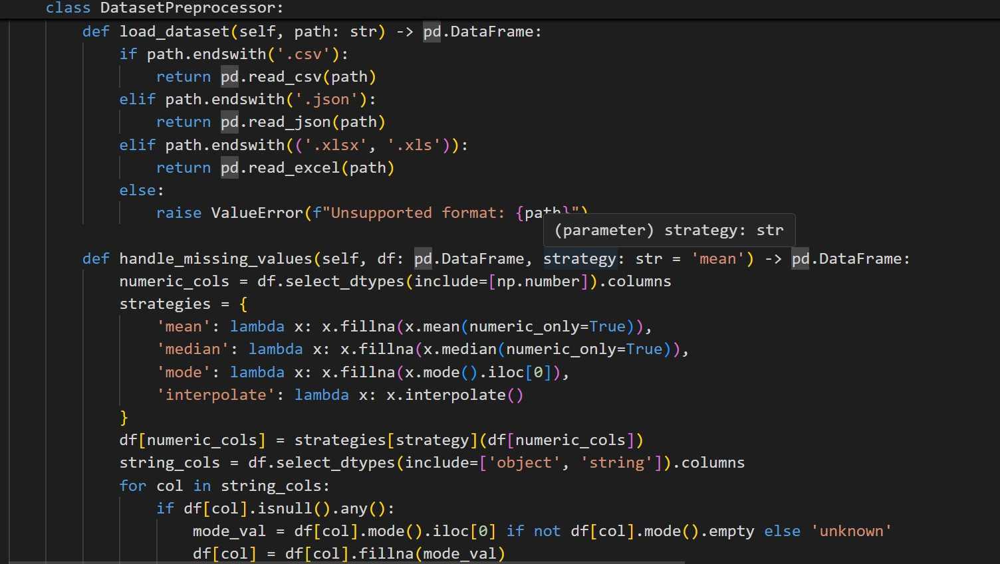 class DatasetPreprocessor:
    def load_dataset(self, path: str) -> pd.DataFrame:
        if path.endswith('.csv'):
            return pd.read_csv(path)
        elif path.endswith('.json'):
            return pd.read_json(path)
        elif path.endswith(('.xlsx', '.xls')):
            return pd.read_excel(path)
        else:
            raise ValueError(f"Unsupported format: {path}")
(parameter) strategy: str
    def handle_missing_values(self, df: pd.DataFrame, strategy: str = 'mean') -> pd.DataFrame:
        numeric_cols = df.select_dtypes(include=[np.number]).columns
        strategies = {
            'mean': lambda x: x.fillna(x.mean(numeric_only=True)),
            'median': lambda x: x.fillna(x.median(numeric_only=True)),
            'mode': lambda x: x.fillna(x.mode().iloc[0]),
            'interpolate': lambda x: x.interpolate()
        }
        df[numeric_cols] = strategies[strategy](df[numeric_cols])
        string_cols = df.select_dtypes(include=['object', 'string']).columns
        for col in string_cols:
            if df[col].isnull().any():
                mode_val = df[col].mode().iloc[0] if not df[col].mode().empty else 'unknown'
                df[col] = df[col].fillna(mode_val)